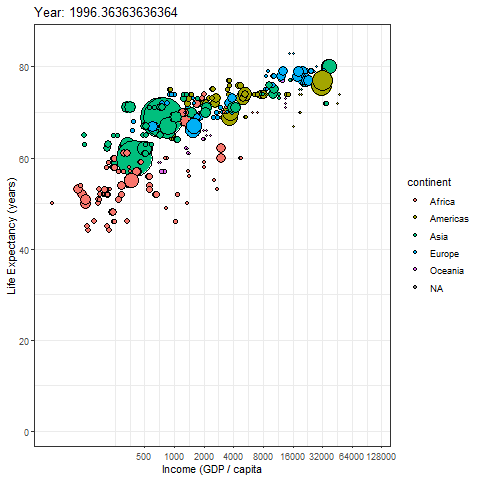 Year: 1996.36363636364
80
60
40
20
0
Life Expectancy (years)
500 1000 2000 4000 8000 16000 32000 64000 128000
Income (GDP / capita
continent
Africa
Americas
Asia
Europe
Oceania
NA